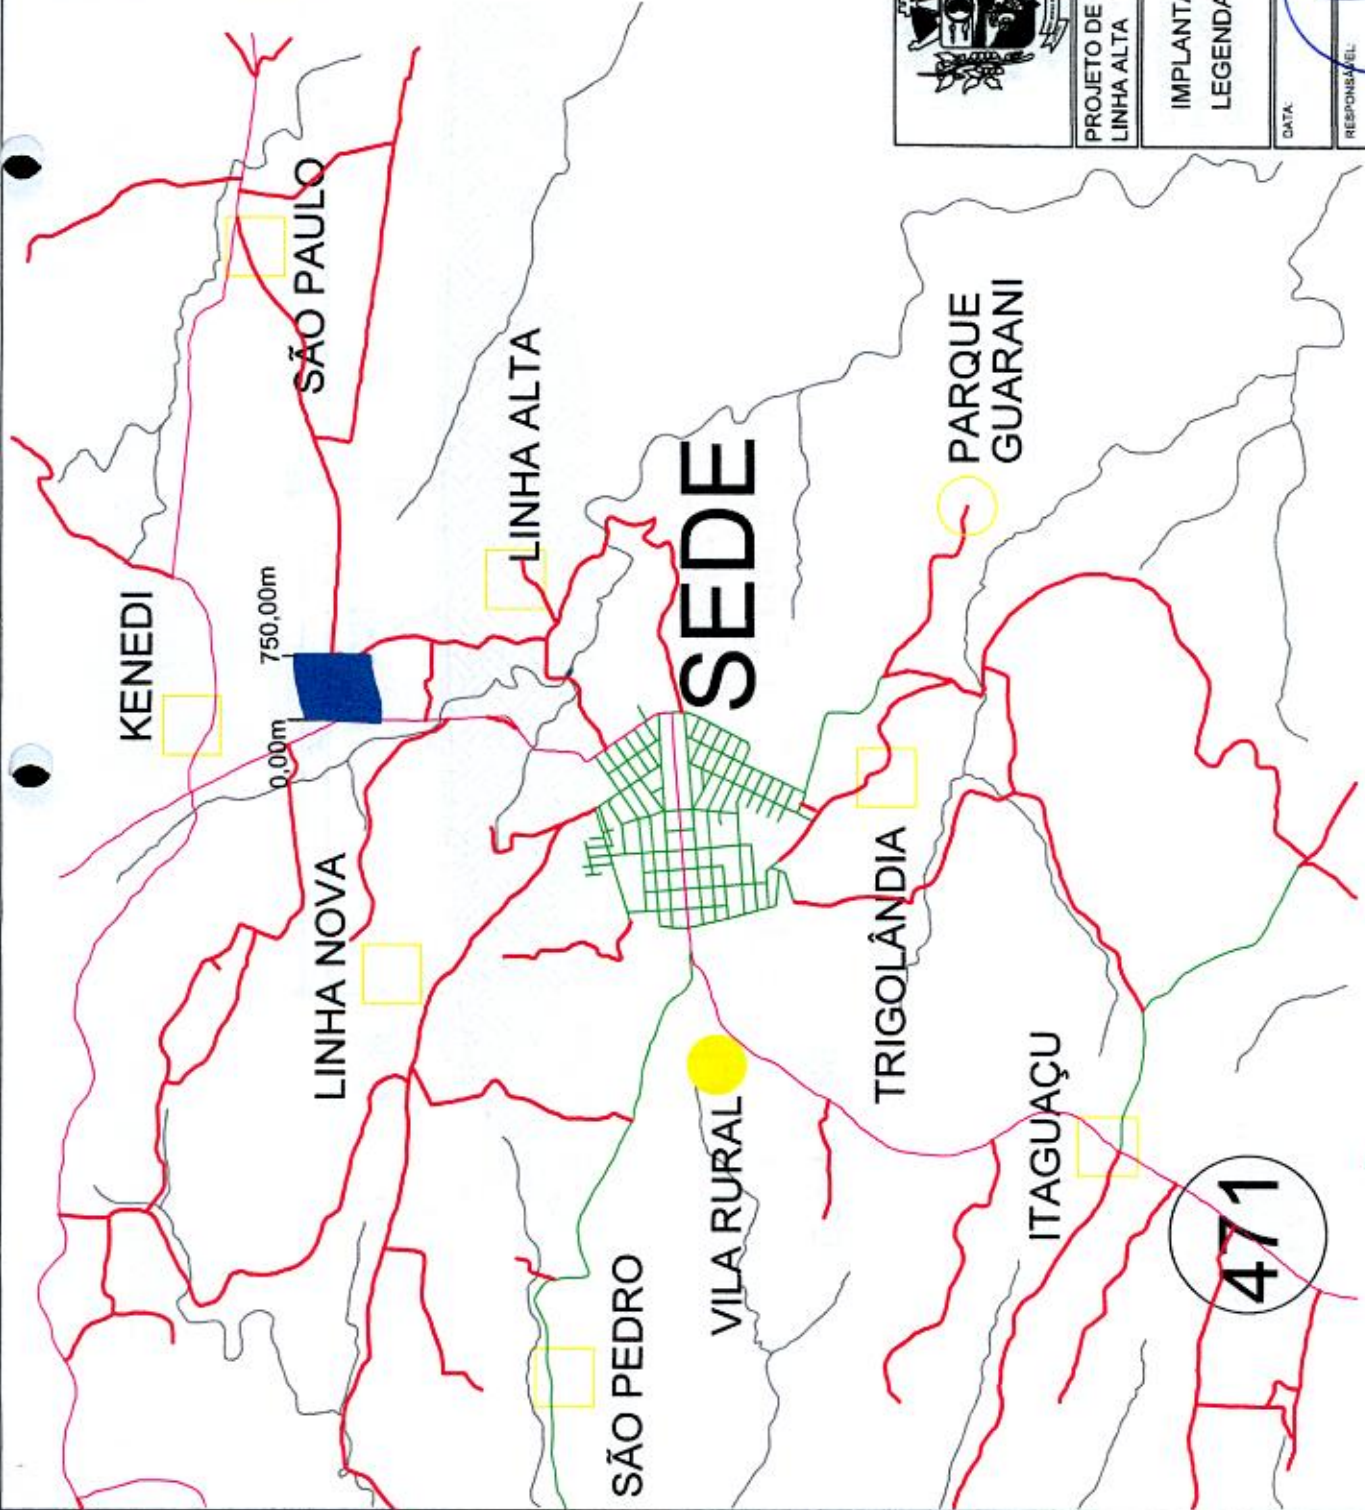 KENEDI
SÃO PAULO
750,00m
0,00m
LINHA NOVA
LINHA ALTA
SÃO PEDRO
SEDE
VILA RURAL
TRIGOLÂNDIA
PARQUE
GUARANI
ITAGUAÇU
471
PROJETO DE
LINHA ALTA
IMPLANTA
LEGENDA
DATA:
RESPONSÁVEL: